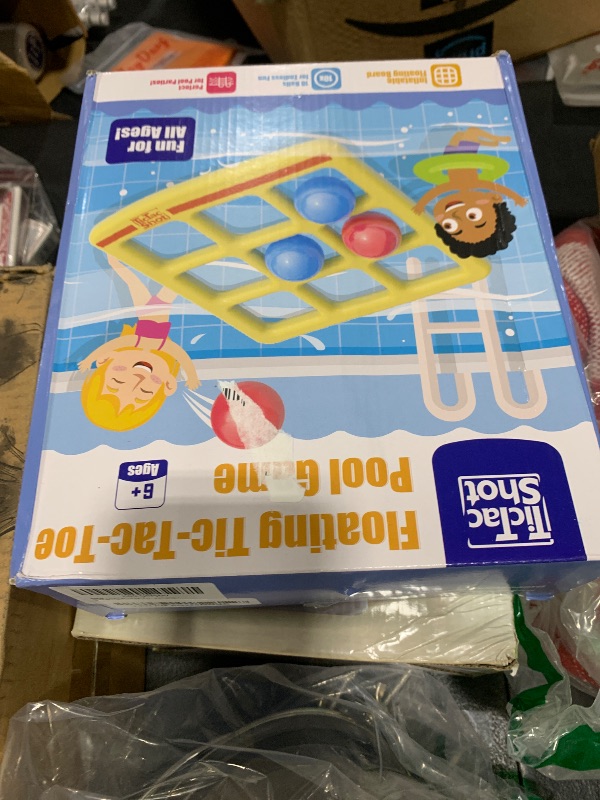 TicTac
Shot
Floating Tic-Tac-Toe
Pool Game
6+
Ages
Fun for
All Ages!
Inflatable
Floating Board
10x
10 Balls
for Endless Fun
Perfect
for Pool Parties!